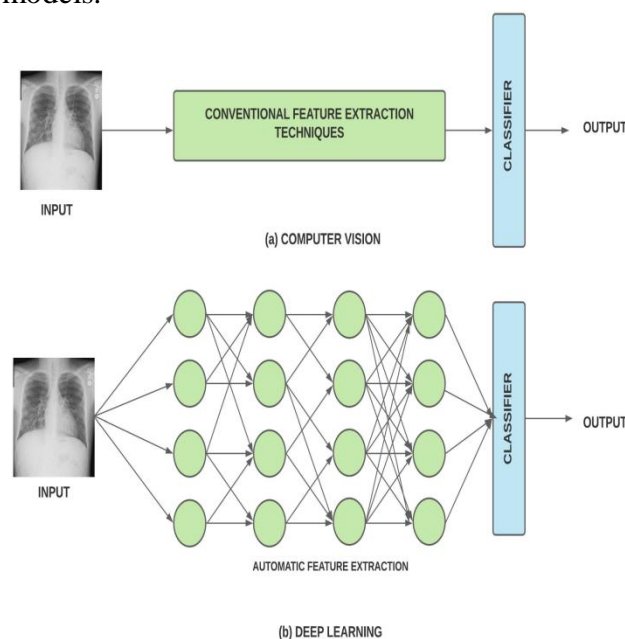 models.
CONVENTIONAL FEATURE EXTRACTION
TECHNIQUES
CLASSIFIER
OUTPUT
INPUT
(a) COMPUTER VISION
CLASSIFIER
OUTPUT
INPUT
AUTOMATIC FEATURE EXTRACTION
(b) DEEP LEARNING